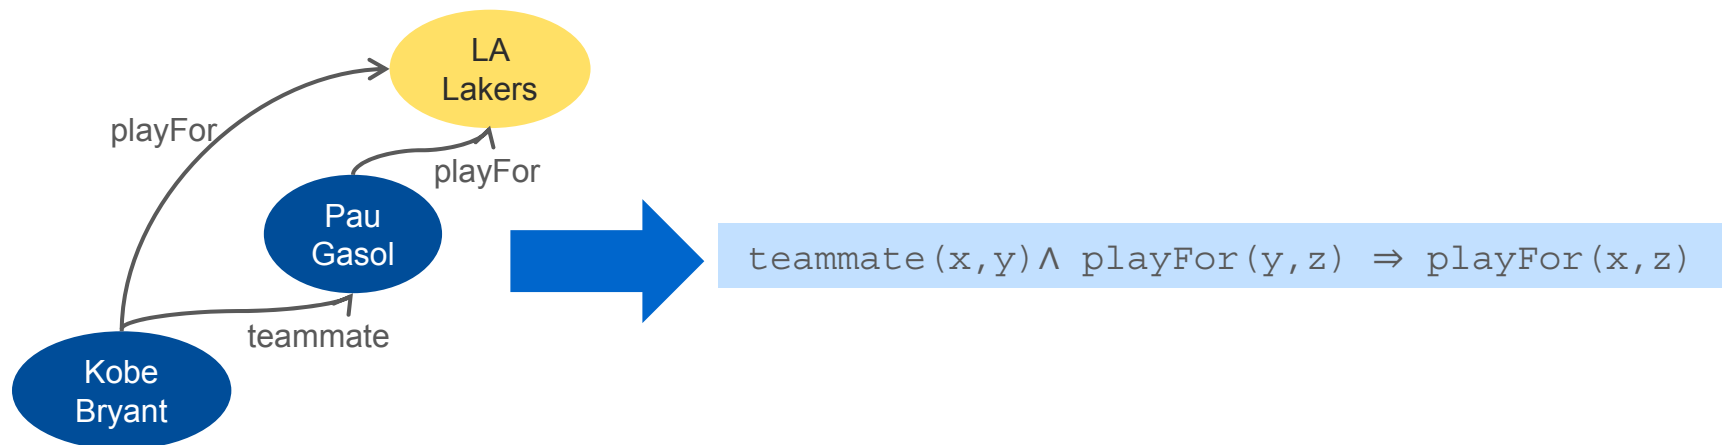 LA
Lakers
playFor
playFor
Pau
Gasol
teammate(x,y)∧ playFor(y,z) ⇒ playFor(x,z)
teammate
Kobe
Bryant